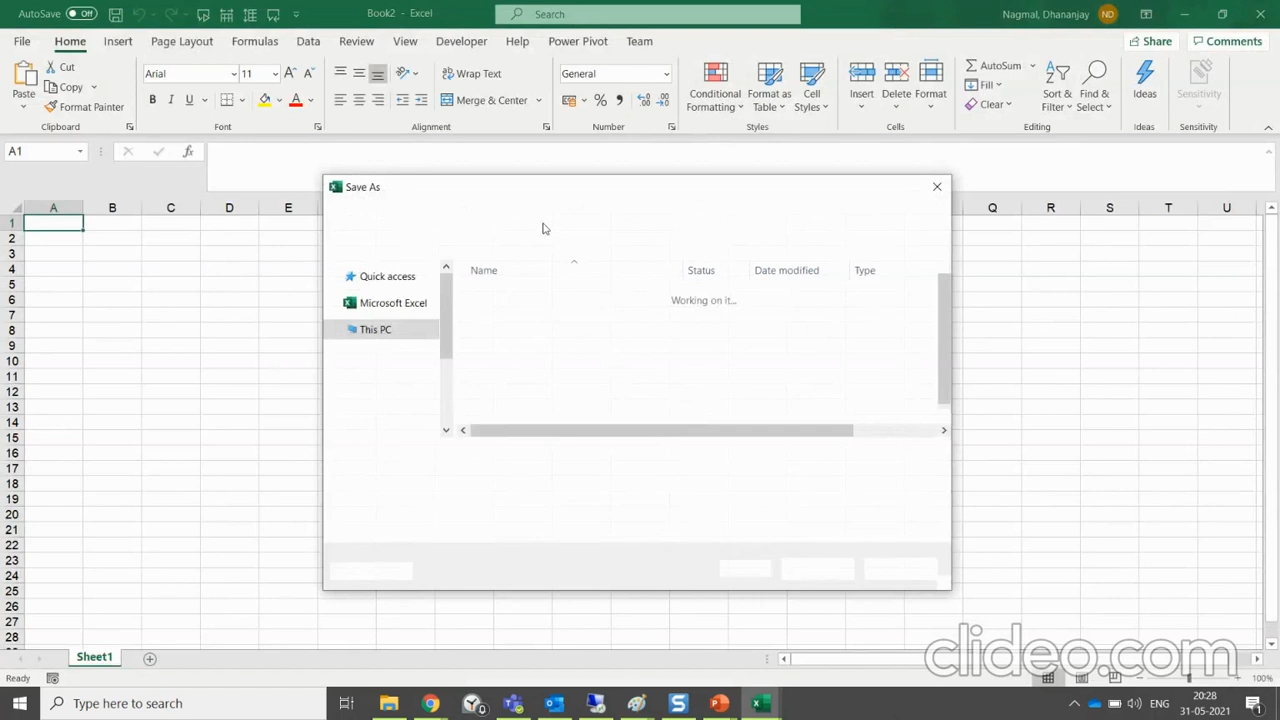 AutoSave Off Book2 - Excel Search Nagmal, Dhananjay ND
File Home Insert Page Layout Formulas Data Review View Developer Help Power Pivot Team Share Comments
Paste Cut Copy Format Painter
Arial 11 A A B I U A
Wrap Text Merge & Center
General % , .00
Conditional Formatting Format as Table Cell Styles
Insert Delete Format
AutoSum Fill Clear Sort & Filter Find & Select
Ideas Sensitivity
Clipboard Font Alignment Number Styles Cells Editing Ideas Sensitivity
A1 fx
A B C D E Q R S T U
Save As
Quick access
Microsoft Excel
This PC
Name Status Date modified Type
Working on it...
1
2
3
4
5
6
7
8
9
10
11
12
13
14
15
16
17
18
19
20
21
22
23
24
25
26
27
28
Sheet1
Ready 100%
clideo.com
Type here to search ENG 20:28
31-05-2021